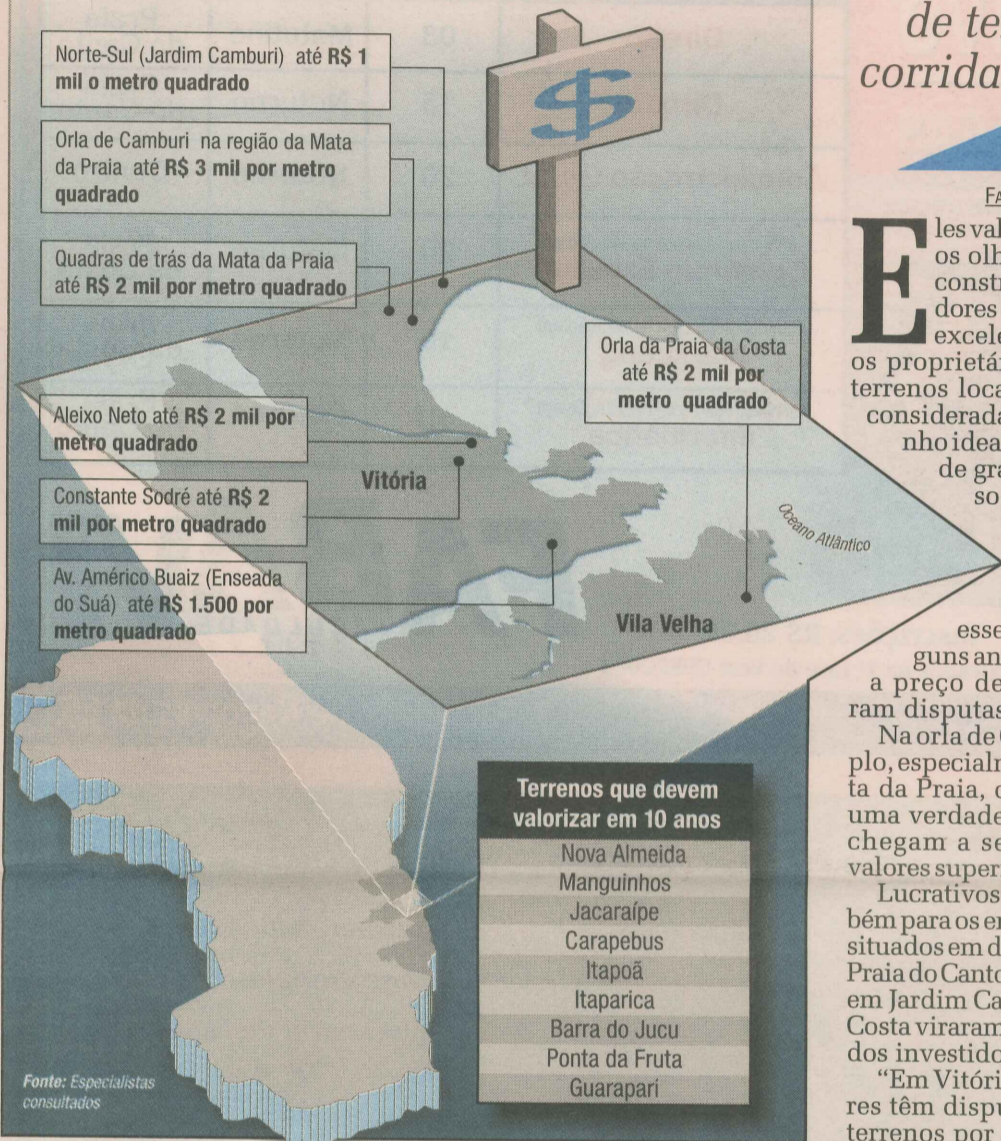 Norte-Sul (Jardim Camburi) até R$ 1
mil o metro quadrado
Orla de Camburi na região da Mata
da Praia até R$ 3 mil por metro
quadrado
Quadras de trás da Mata da Praia
até R$ 2 mil por metro quadrado
Aleixo Neto até R$ 2 mil por
metro quadrado
Constante Sodré até R$ 2
mil por metro quadrado
Av. Américo Buaiz (Enseada
do Suá) até R$ 1.500 por
metro quadrado
$
Orla da Praia da Costa
até R$ 2 mil por
metro quadrado
Vitória
Oceano Atlântico
Vila Velha
Terrenos que devem
valorizar em 10 anos
Nova Almeida
Manguinhos
Jacaraípe
Carapebus
Itapoã
Itaparica
Barra do Jucu
Ponta da Fruta
Guarapari
Fonte: Especialistas
consultados
de te
corrida
FA
Eles val
os olh
const
dores
excele
os proprietá
terrenos loca
considerada
nho idea
de gra
so
esse
guns an
a preço de
ram disputas
Na orla de
plo, especialm
ta da Praia,
uma verdade
chegam a se
valores super
Lucrativos
bém para os e
situados em d
Praia do Canto
em Jardim Ca
Costa viraram
dos investido
"Em Vitóri
res têm dispu
terrenos por